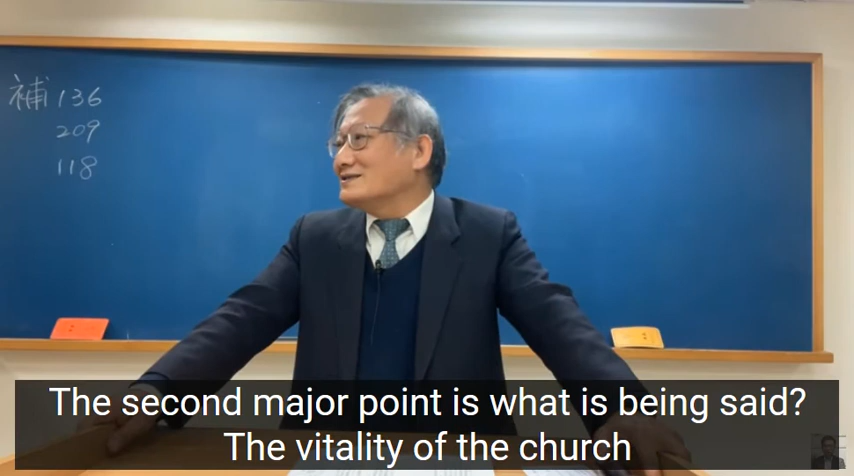 補136
209
118
The second major point is what is being said?
The vitality of the church